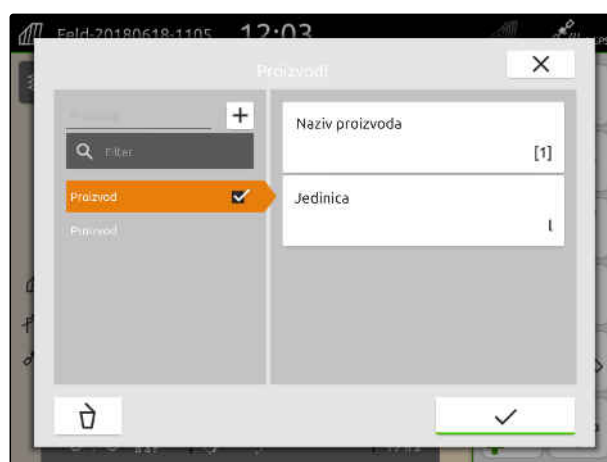 Feld-20180618-1105 12:03
Proizvodi
Naziv proizvoda
[1]
Filter
Proizvod
Jedinica
l
Proizvod